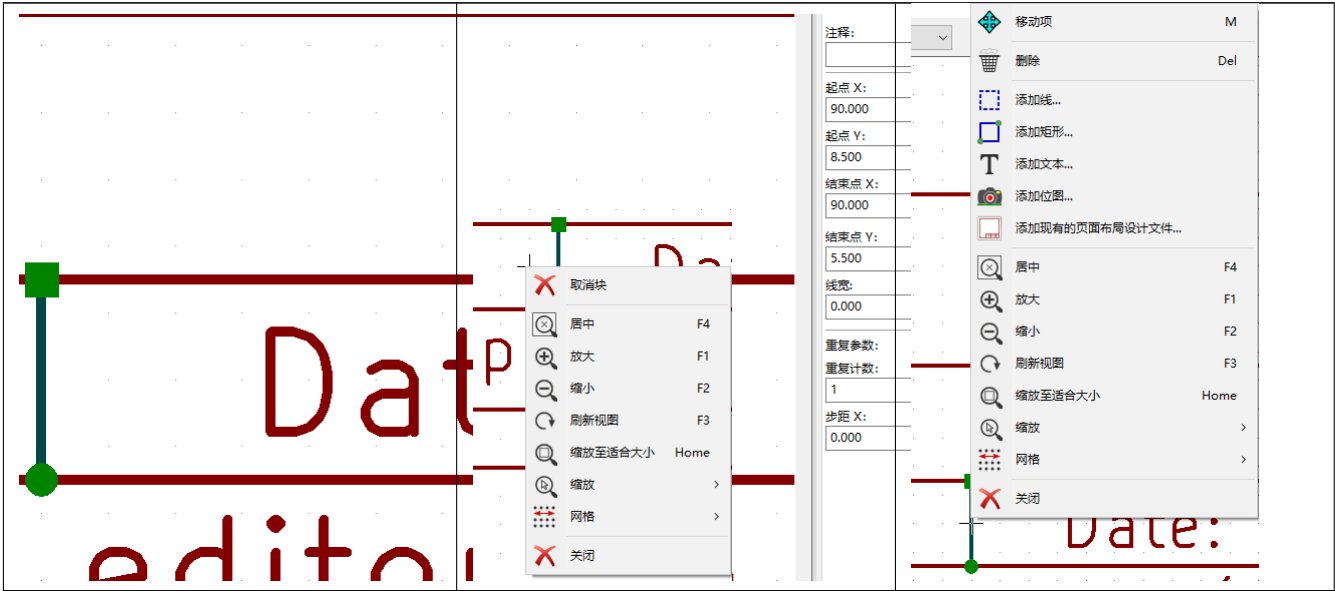 Dat
editou
Da
P
取消块
居中 F4
放大 F1
缩小 F2
刷新视图 F3
缩放至适合大小 Home
缩放
网格
关闭
注释:
起点 X:
90.000
起点 Y:
8.500
结束点 X:
90.000
结束点 Y:
5.500
线宽:
0.000
重复参数:
重复计数:
1
步距 X:
0.000
移动项 M
删除 Del
添加线...
添加矩形...
添加文本...
添加位图...
添加现有的页面布局设计文件...
居中 F4
放大 F1
缩小 F2
刷新视图 F3
缩放至适合大小 Home
缩放
网格
关闭
Date: